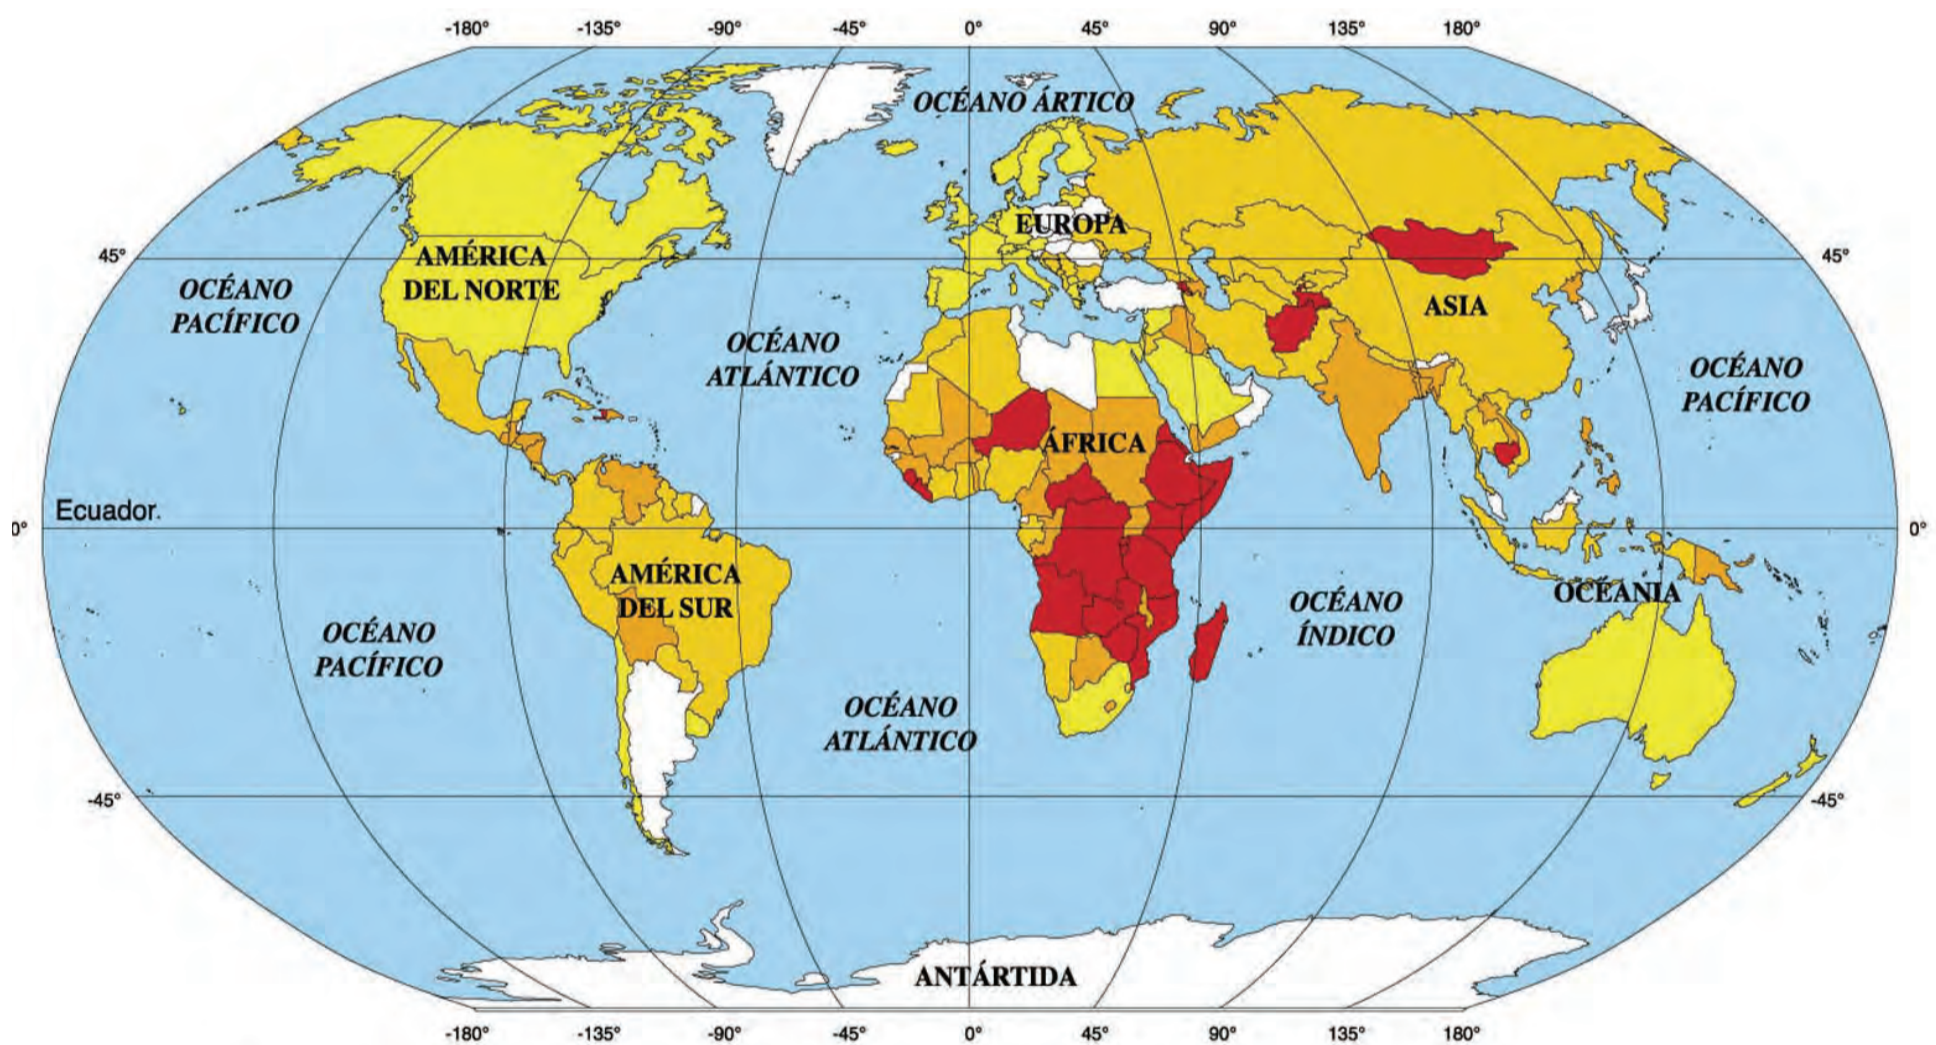 -180° -135° -90° -45° 0° 45° 90° 135° 180°
OCÉANO ÁRTICO
EUROPA
45°
AMÉRICA
DEL NORTE
45°
OCÉANO
PACÍFICO
ASIA
OCÉANO
ATLÁNTICO
OCÉANO
PACÍFICO
ÁFRICA
Ecuador.
0°
0°
AMÉRICA
DEL SUR
OCÉANIA
OCÉANO
ÍNDICO
OCÉANO
PACÍFICO
OCÉANO
ATLÁNTICO
-45°
-45°
ANTÁRTIDA
-180° -135° -90° -45° 0° 45° 90° 135° 180°